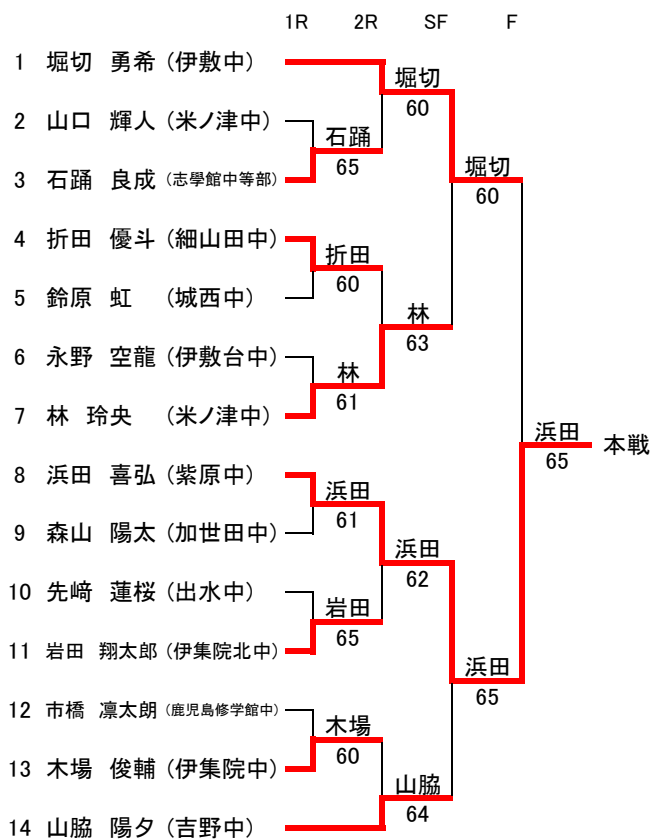 1R 2R SF F
1 堀切 勇希 (伊敷中)
堀切
60
2 山口 輝人 (米ノ津中)
石踊
65
3 石踊 良成 (志學館中等部)
堀切
60
4 折田 優斗 (細山田中)
折田
60
5 鈴原 虹 (城西中)
林
63
6 永野 空龍 (伊敷台中)
林
61
7 林 玲央 (米ノ津中)
浜田
65
本戦
8 浜田 喜弘 (紫原中)
浜田
61
9 森山 陽太 (加世田中)
浜田
62
10 先﨑 蓮桜 (出水中)
岩田
65
11 岩田 翔太郎 (伊集院北中)
浜田
65
12 市橋 凛太朗 (鹿児島修学館中)
木場
60
13 木場 俊輔 (伊集院中)
山脇
64
14 山脇 陽夕 (吉野中)